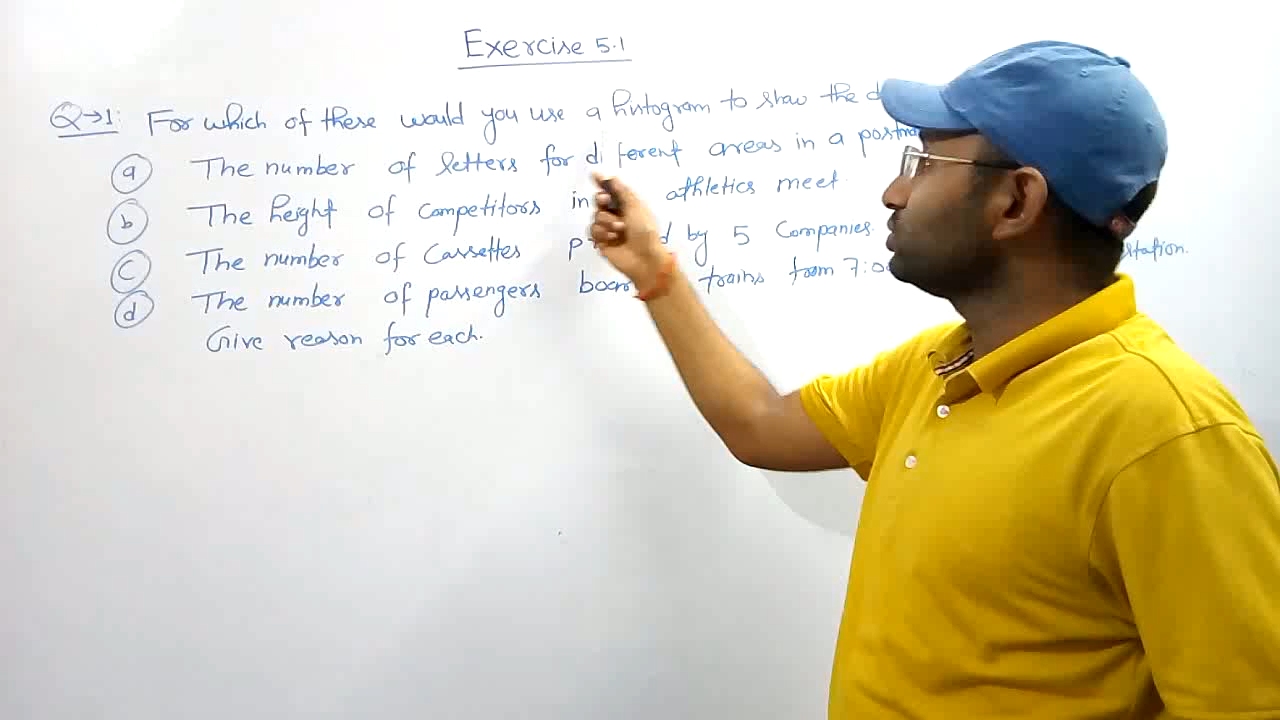 Exercise 5.1
Q→1: For which of these would you use a histogram to show the d
a The number of letters for different areas in a postma
b The height of competitors in athletics meet.
c The number of Cassettes by 5 Companies.
d The number of passengers trains from 7:00 station.
Give reason for each.